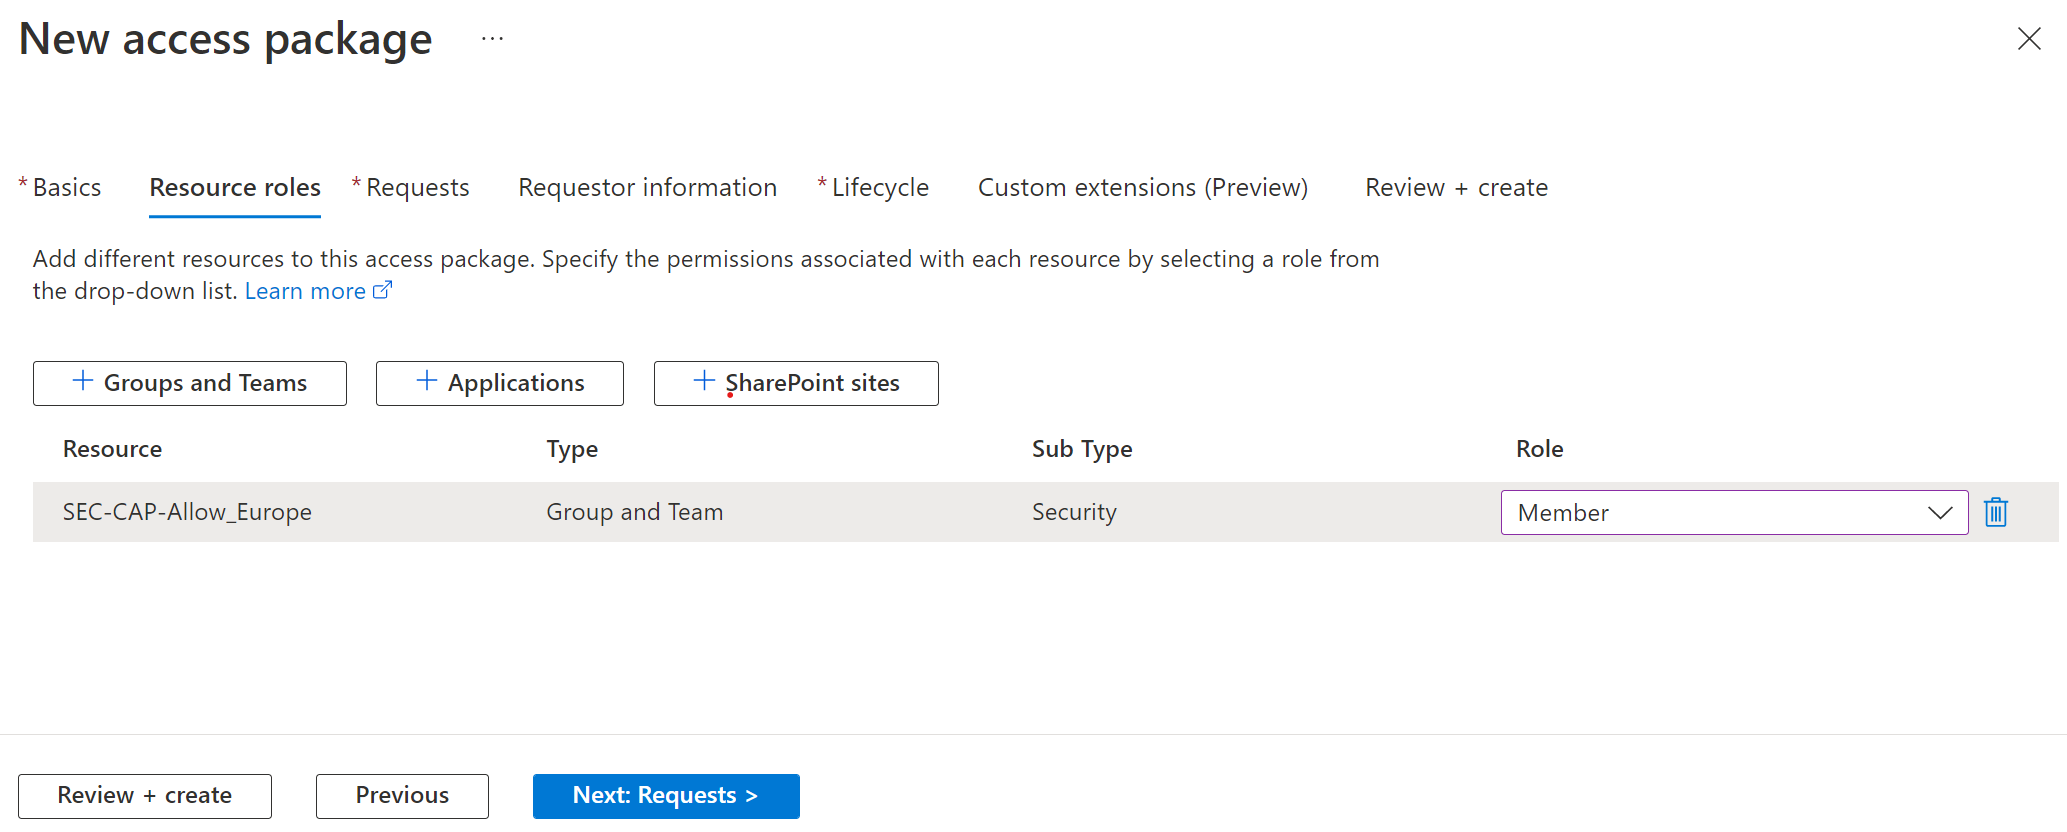 New access package ...
* Basics Resource roles * Requests Requestor information * Lifecycle Custom extensions (Preview) Review + create
Add different resources to this access package. Specify the permissions associated with each resource by selecting a role from
the drop-down list. Learn more
+ Groups and Teams + Applications + SharePoint sites
Resource Type Sub Type Role
SEC-CAP-Allow_Europe Group and Team Security Member
Review + create Previous Next: Requests >